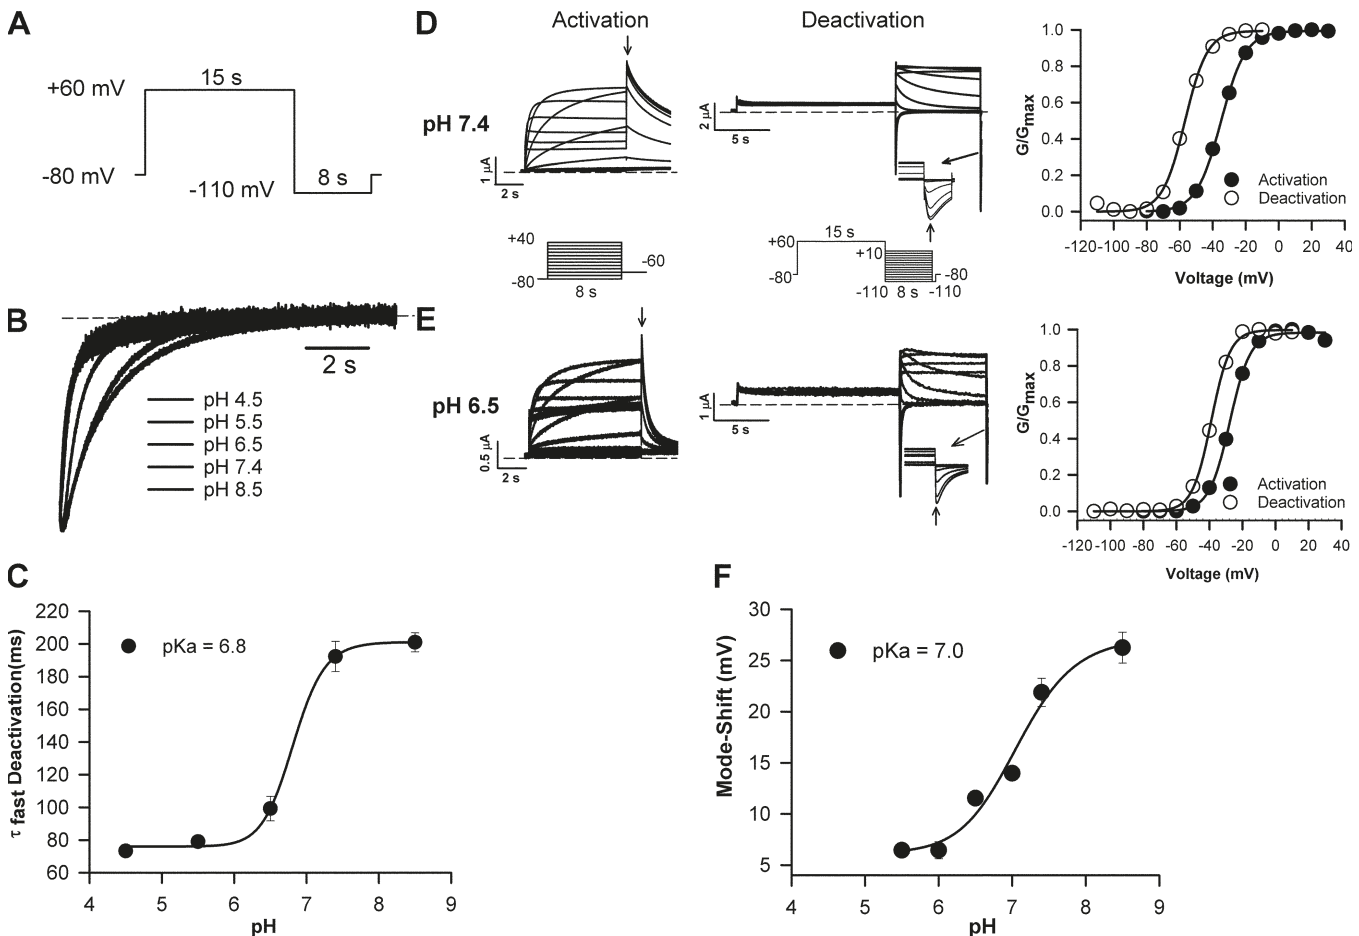 A
15 s
+60 mV
-80 mV
-110 mV
8 s
B
2 s
pH 4.5
pH 5.5
pH 6.5
pH 7.4
pH 8.5
C
220
200
180
160
140
120
100
80
60
4 5 6 7 8 9
τ fast Deactivation(ms)
pH
pKa = 6.8
D
Activation
Deactivation
pH 7.4
1 µA
2 s
+40
-80
-60
8 s
2 µA
5 s
15 s
+60
+10
-80
-80
-110 8 s -110
G/Gmax
1.0
0.8
0.6
0.4
0.2
0.0
Activation
Deactivation
-120 -100 -80 -60 -40 -20 0 20 40
Voltage (mV)
E
pH 6.5
0.5 µA
2 s
1 µA
5 s
G/Gmax
1.0
0.8
0.6
0.4
0.2
0.0
Activation
Deactivation
-120 -100 -80 -60 -40 -20 0 20 40
Voltage (mV)
F
30
25
20
15
10
5
4 5 6 7 8 9
Mode-Shift (mV)
pH
pKa = 7.0